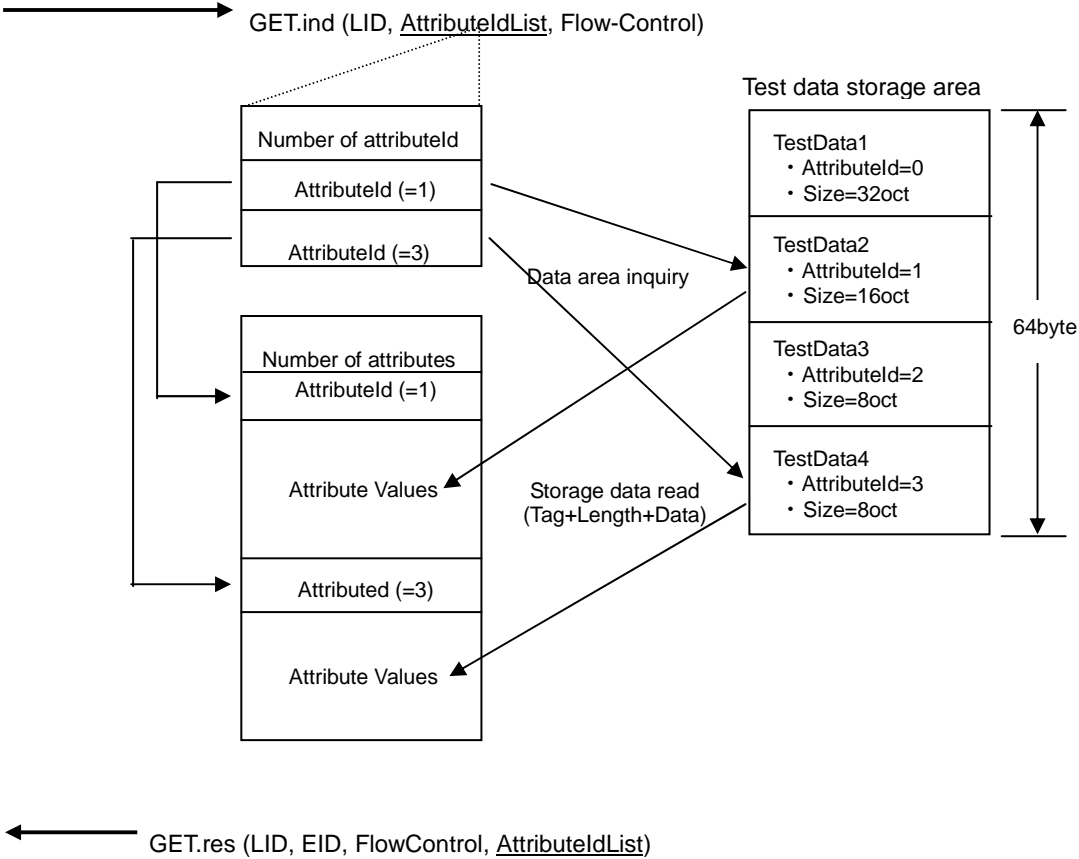 GET.ind (LID, AttributeIdList, Flow-Control)
Number of attributeId
AttributeId (=1)
AttributeId (=3)
Number of attributes
AttributeId (=1)
Attribute Values
Attributed (=3)
Attribute Values
Data area inquiry
Storage data read
(Tag+Length+Data)
Test data storage area
TestData1
・AttributeId=0
・Size=32oct
TestData2
・AttributeId=1
・Size=16oct
TestData3
・AttributeId=2
・Size=8oct
TestData4
・AttributeId=3
・Size=8oct
64byte
GET.res (LID, EID, FlowControl, AttributeIdList)